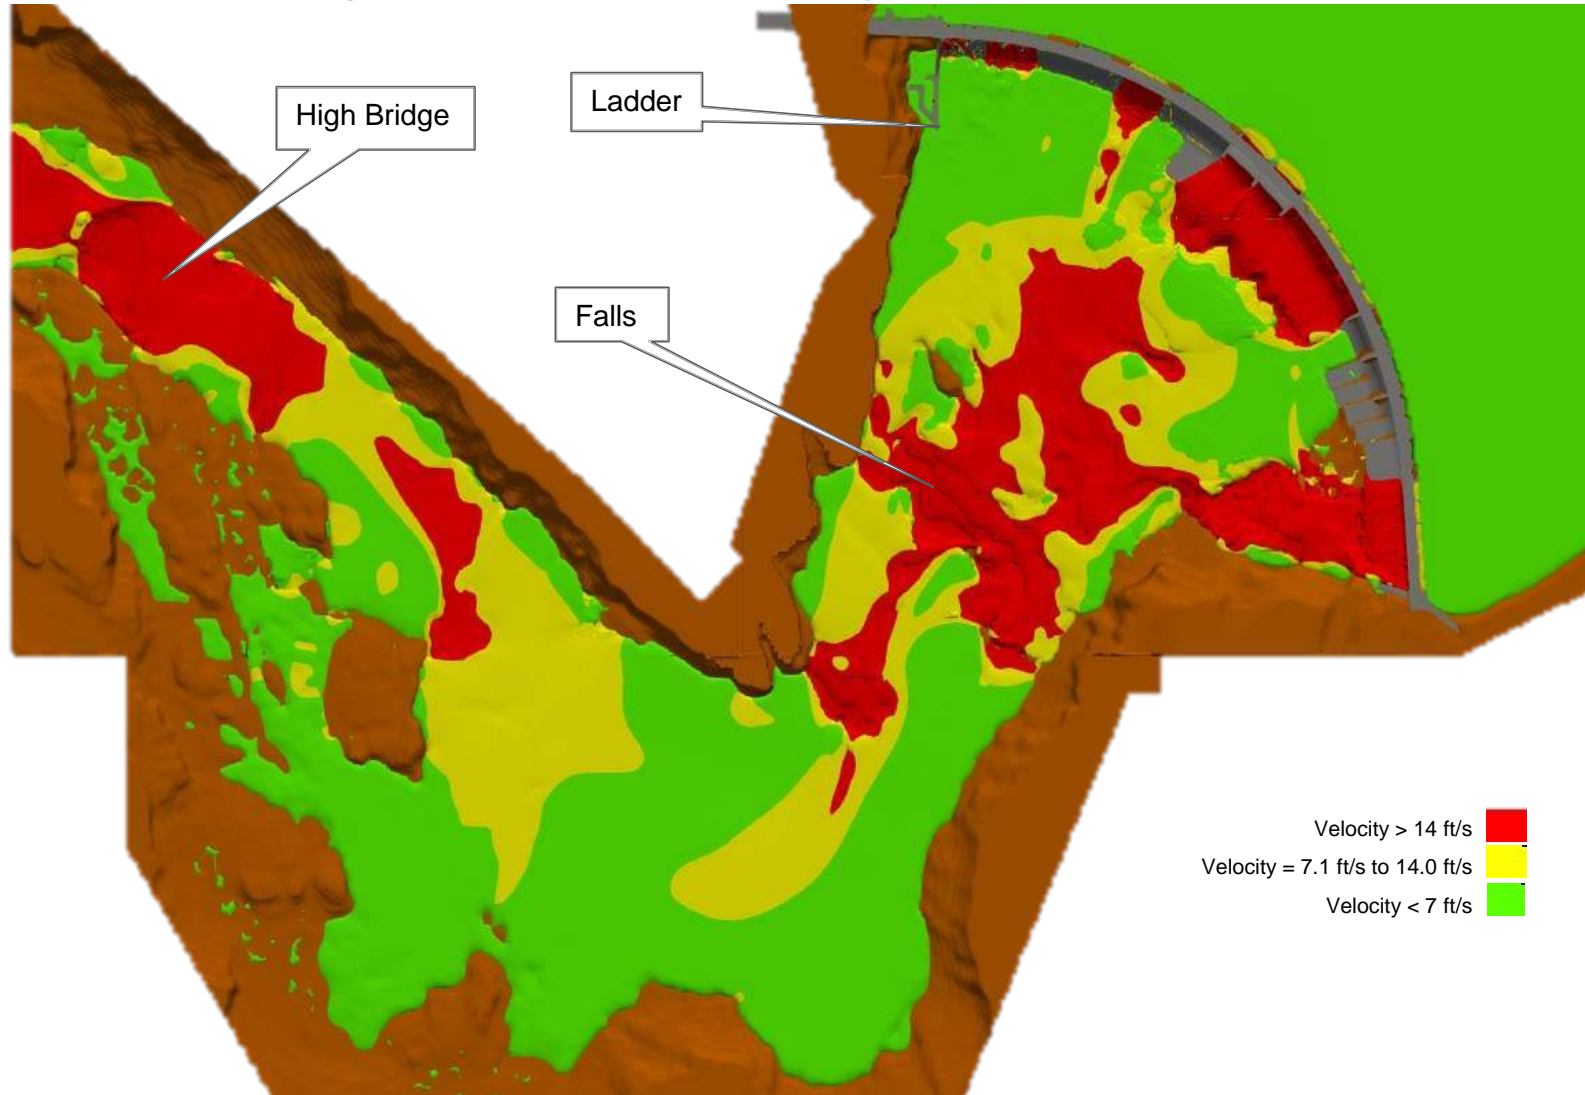 High Bridge
Ladder
Falls
Velocity > 14 ft/s
Velocity = 7.1 ft/s to 14.0 ft/s
Velocity < 7 ft/s